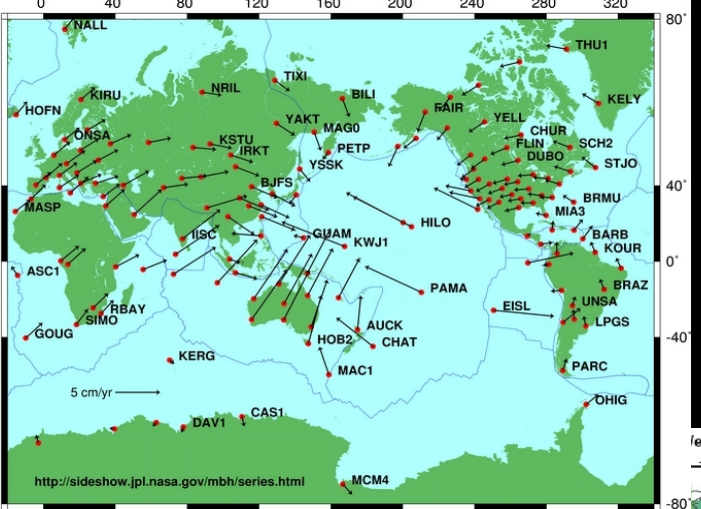 0 40 80 120 160 200 240 280 320
80˚
NALL
THU1
TIXI
KIRU
NRIL
BILI
KELY
HOFN
FAIR
YAKT
YELL
MAG0
CHUR
ONSA
KSTU
PETP
FLIN
SCH2
IRKT
DUBO
YSSK
STJO
BJFS
40˚
BRMU
MASP
MIA3
HILO
IISC
GUAM
BARB
KWJ1
KOUR
0˚
ASC1
PAMA
BRAZ
EISL
UNSA
RBAY
SIMO
LPGS
AUCK
GOUG
HOB2
CHAT
-40˚
KERG
MAC1
PARC
5 cm/yr
OHIG
CAS1
DAV1
http://sideshow.jpl.nasa.gov/mbh/series.html
MCM4
-80˚